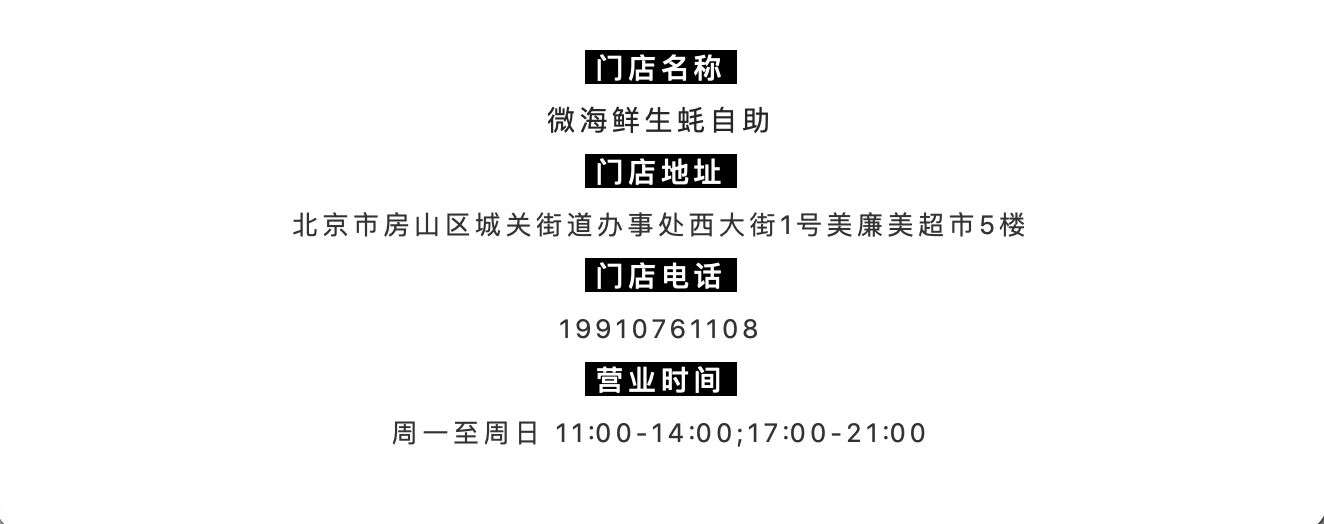 门店名称
微海鲜生蚝自助
门店地址
北京市房山区城关街道办事处西大街1号美廉美超市5楼
门店电话
19910761108
营业时间
周一至周日 11:00-14:00;17:00-21:00